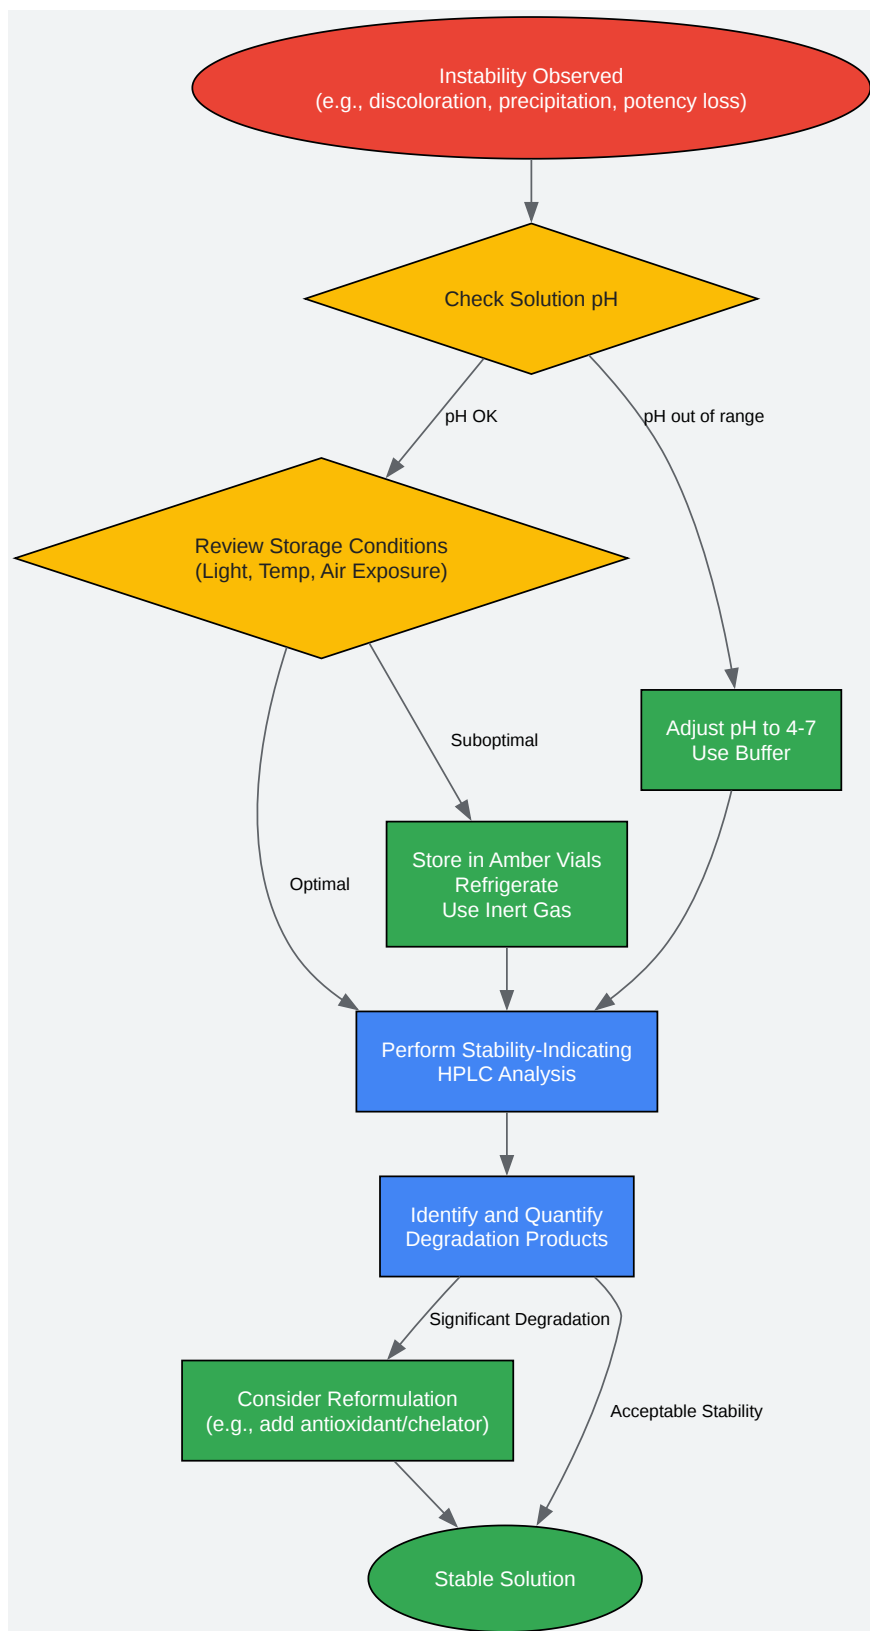 Instability Observed
(e.g., discoloration, precipitation, potency loss)
Check Solution pH
pH OK
pH out of range
Review Storage Conditions
(Light, Temp, Air Exposure)
Adjust pH to 4-7
Use Buffer
Suboptimal
Store in Amber Vials
Refrigerate
Use Inert Gas
Optimal
Perform Stability-Indicating
HPLC Analysis
Identify and Quantify
Degradation Products
Significant Degradation
Consider Reformulation
(e.g., add antioxidant/chelator)
Acceptable Stability
Stable Solution